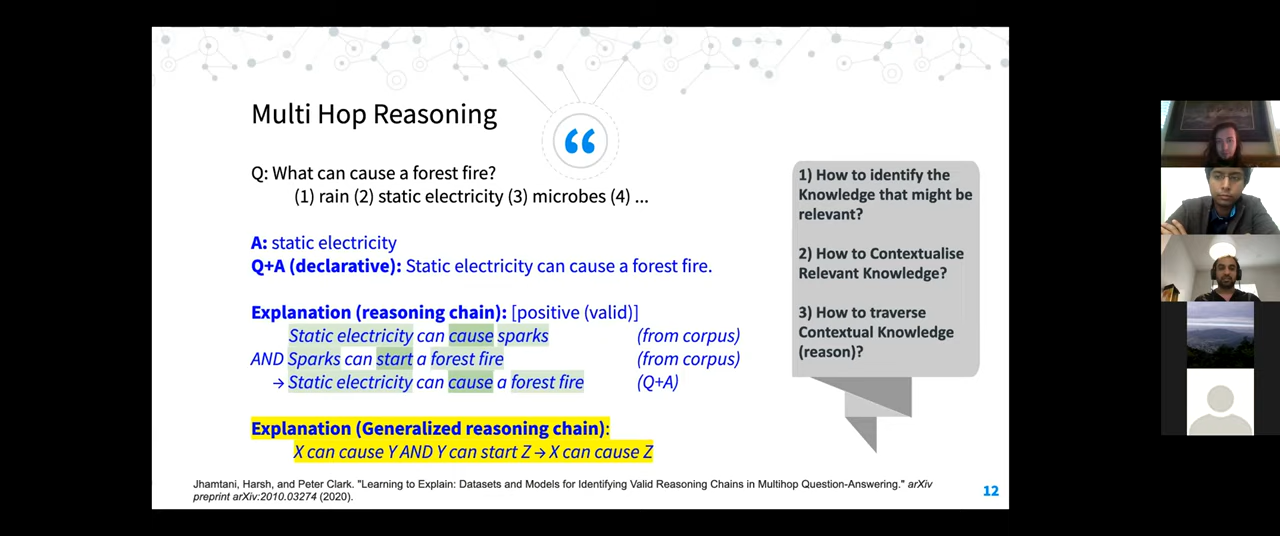 Multi Hop Reasoning
“
Q: What can cause a forest fire?
(1) rain (2) static electricity (3) microbes (4) ...
A: static electricity
Q+A (declarative): Static electricity can cause a forest fire.
Explanation (reasoning chain): [positive (valid)]
Static electricity can cause sparks (from corpus)
AND Sparks can start a forest fire (from corpus)
→ Static electricity can cause a forest fire (Q+A)
Explanation (Generalized reasoning chain):
X can cause Y AND Y can start Z → X can cause Z
1) How to identify the
Knowledge that might be
relevant?
2) How to Contextualise
Relevant Knowledge?
3) How to traverse
Contextual Knowledge
(reason)?
Jhamtani, Harsh, and Peter Clark. "Learning to Explain: Datasets and Models for Identifying Valid Reasoning Chains in Multihop Question-Answering." arXiv
preprint arXiv:2010.03274 (2020).
12